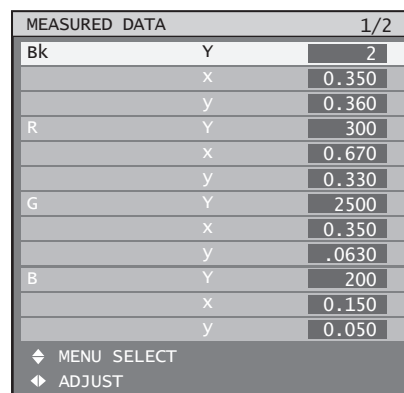 MEASURED DATA 1/2
Bk Y 2
x 0.350
y 0.360
R Y 300
x 0.670
y 0.330
G Y 2500
x 0.350
y .0630
B Y 200
x 0.150
y 0.050
MENU SELECT
ADJUST